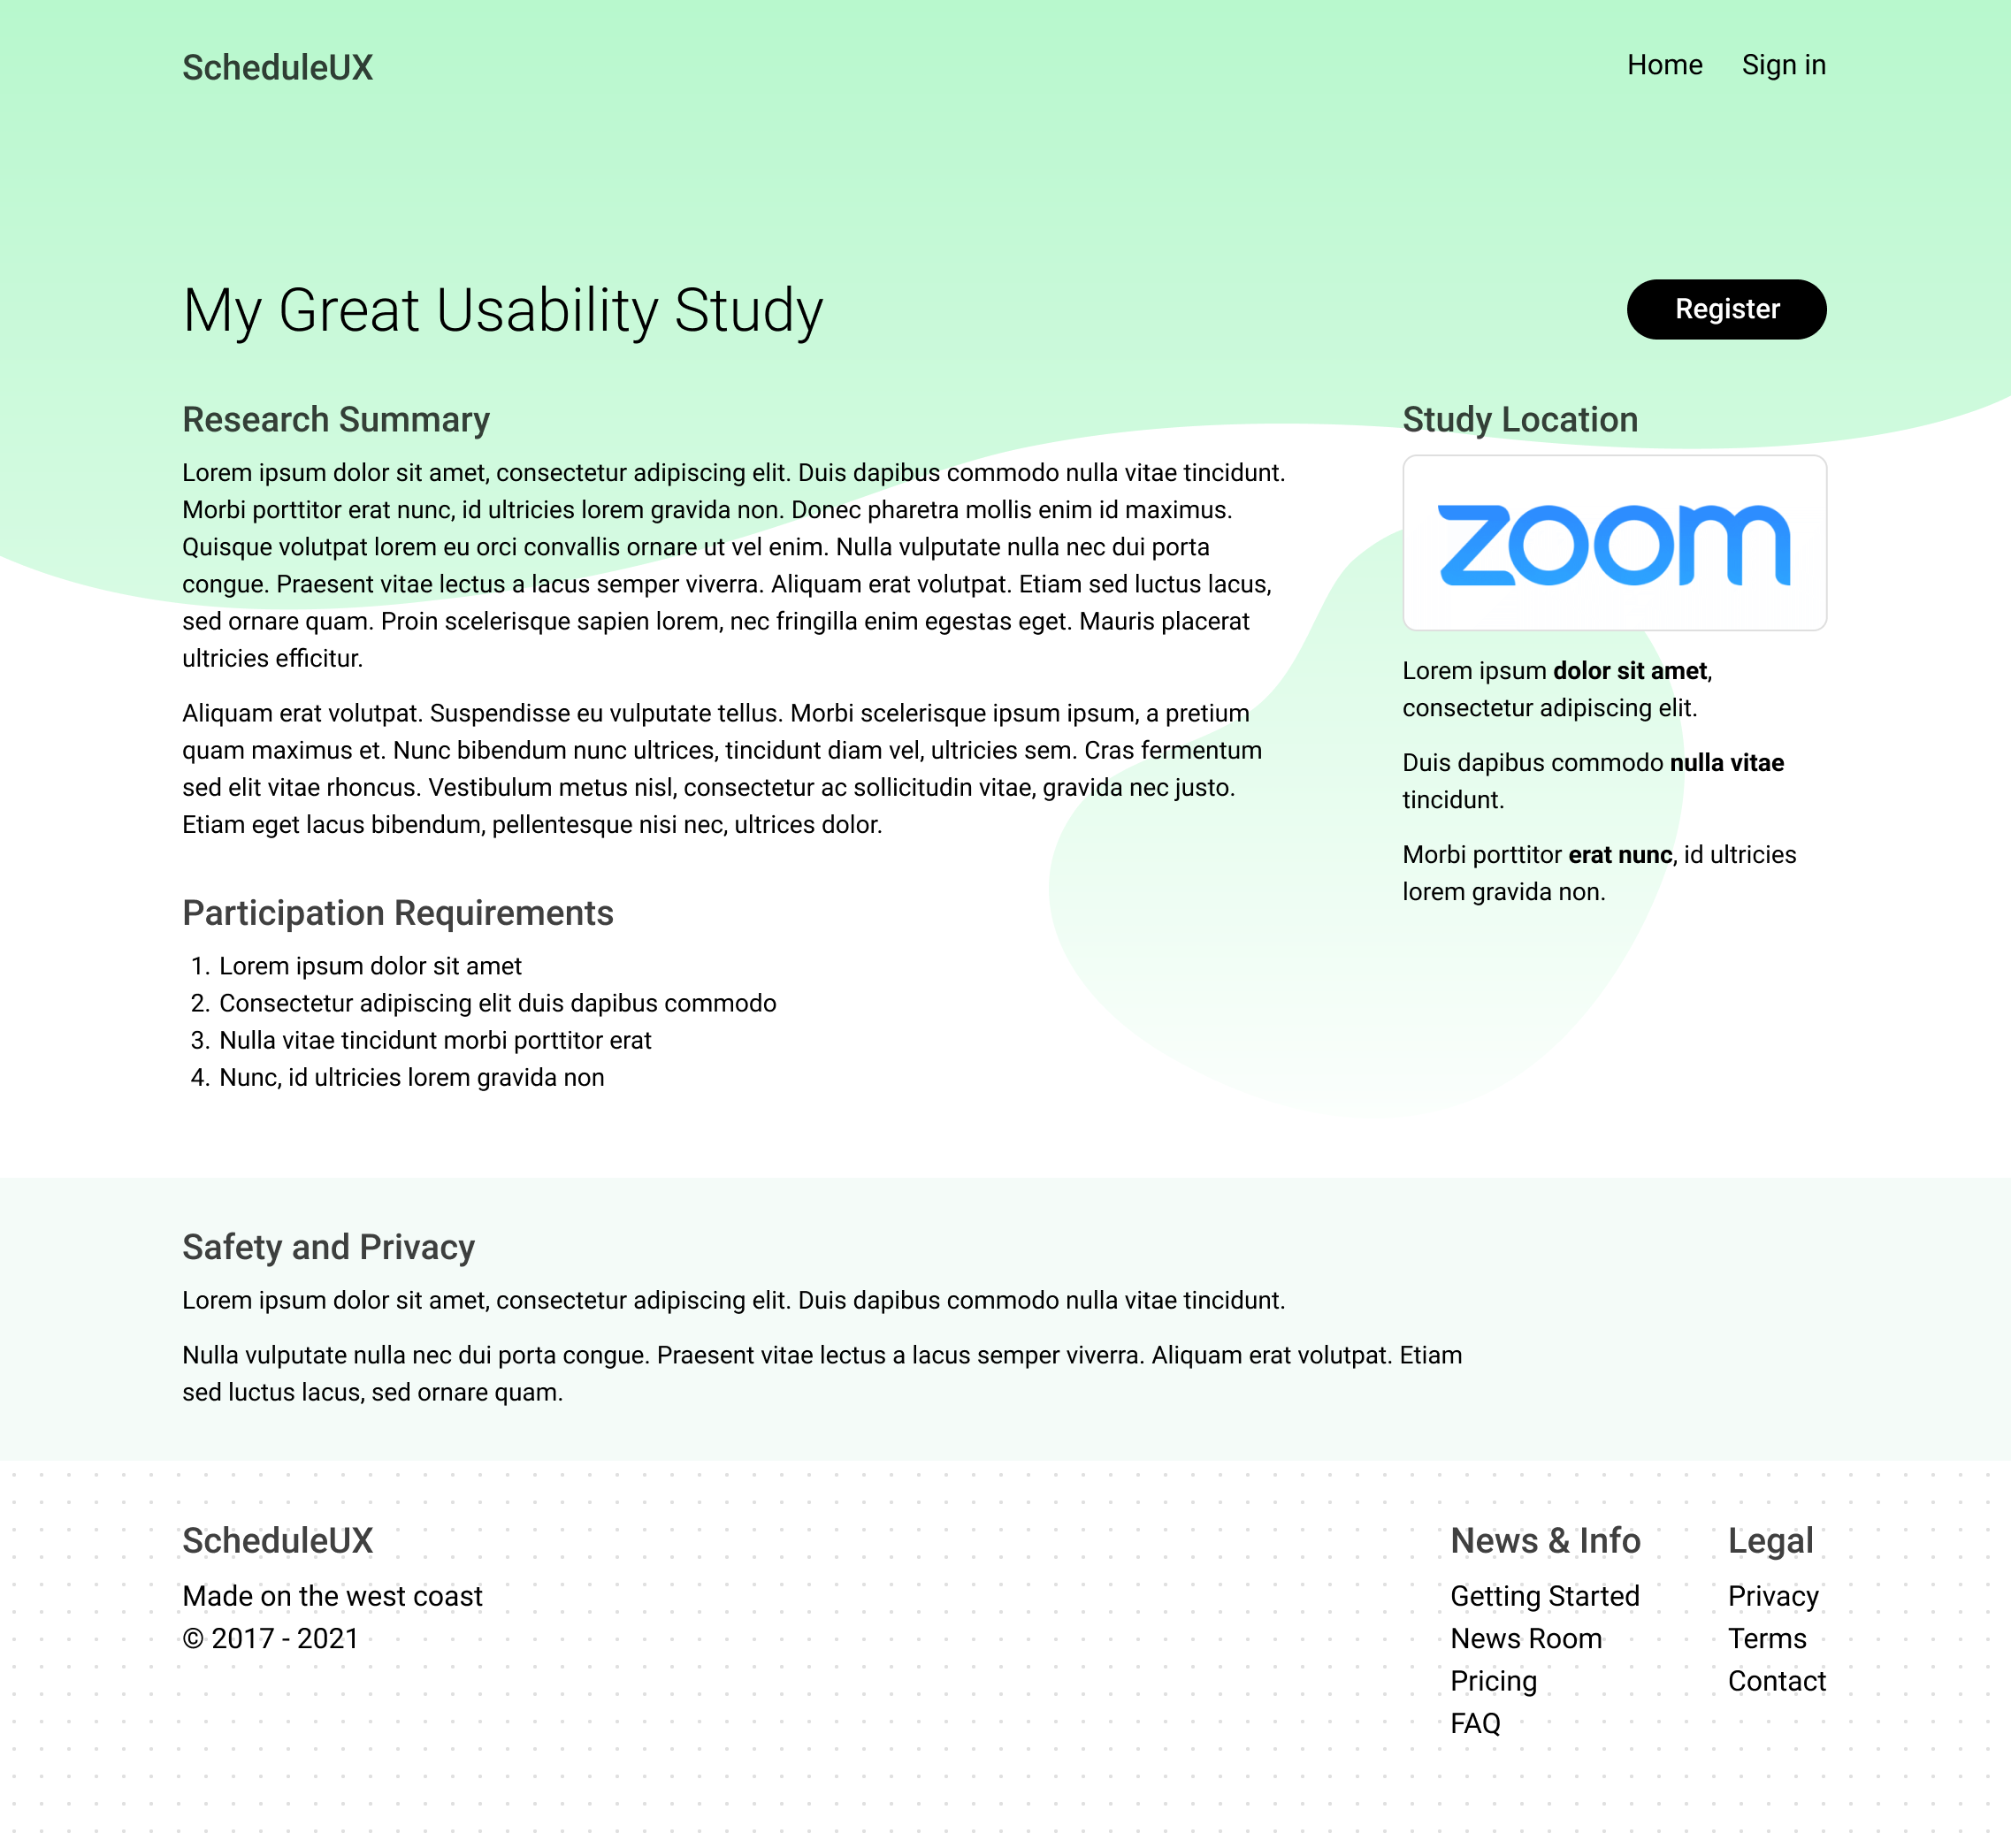 ScheduleUX
Home
Sign in
My Great Usability Study
Register
Research Summary
Lorem ipsum dolor sit amet, consectetur adipiscing elit. Duis dapibus commodo nulla vitae tincidunt.
Morbi porttitor erat nunc, id ultricies lorem gravida non. Donec pharetra mollis enim id maximus.
Quisque volutpat lorem eu orci convallis ornare ut vel enim. Nulla vulputate nulla nec dui porta
congue. Praesent vitae lectus a lacus semper viverra. Aliquam erat volutpat. Etiam sed luctus lacus,
sed ornare quam. Proin scelerisque sapien lorem, nec fringilla enim egestas eget. Mauris placerat
ultricies efficitur.
Aliquam erat volutpat. Suspendisse eu vulputate tellus. Morbi scelerisque ipsum ipsum, a pretium
quam maximus et. Nunc bibendum nunc ultrices, tincidunt diam vel, ultricies sem. Cras fermentum
sed elit vitae rhoncus. Vestibulum metus nisl, consectetur ac sollicitudin vitae, gravida nec justo.
Etiam eget lacus bibendum, pellentesque nisi nec, ultrices dolor.
Participation Requirements
1. Lorem ipsum dolor sit amet
2. Consectetur adipiscing elit duis dapibus commodo
3. Nulla vitae tincidunt morbi porttitor erat
4. Nunc, id ultricies lorem gravida non
Study Location
zoom
Lorem ipsum dolor sit amet,
consectetur adipiscing elit.
Duis dapibus commodo nulla vitae
tincidunt.
Morbi porttitor erat nunc, id ultricies
lorem gravida non.
Safety and Privacy
Lorem ipsum dolor sit amet, consectetur adipiscing elit. Duis dapibus commodo nulla vitae tincidunt.
Nulla vulputate nulla nec dui porta congue. Praesent vitae lectus a lacus semper viverra. Aliquam erat volutpat. Etiam
sed luctus lacus, sed ornare quam.
ScheduleUX
Made on the west coast
© 2017 - 2021
News & Info
Getting Started
News Room
Pricing
FAQ
Legal
Privacy
Terms
Contact